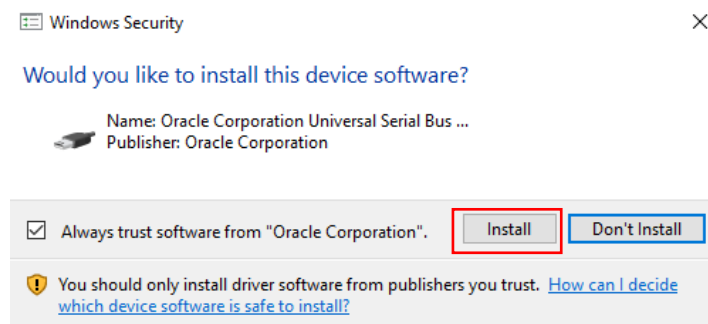 Windows Security
Would you like to install this device software?
Name: Oracle Corporation Universal Serial Bus ...
Publisher: Oracle Corporation
Always trust software from "Oracle Corporation".
Install
Don't Install
You should only install driver software from publishers you trust. How can I decide
which device software is safe to install?